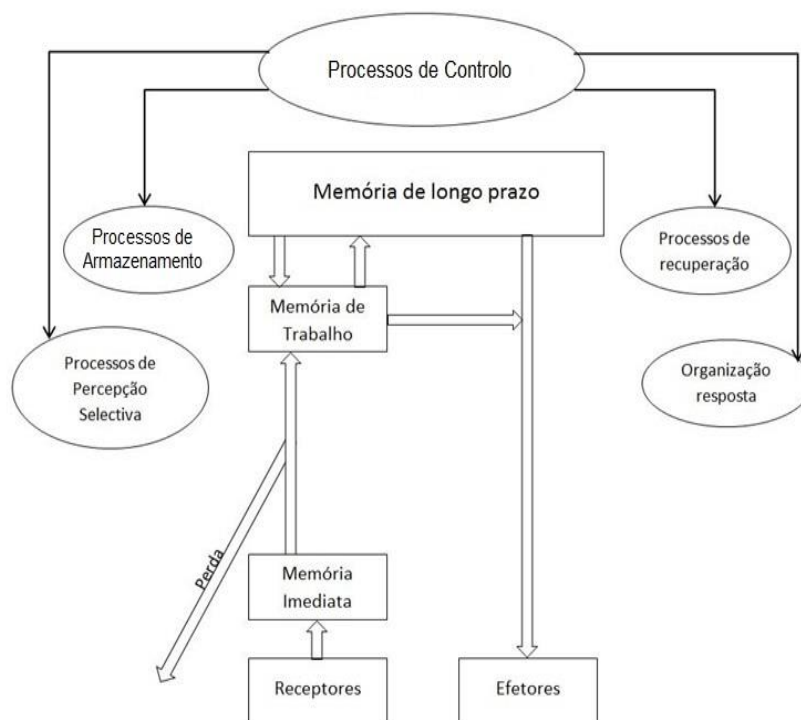 Processos de Controlo
Memória de longo prazo
Processos de
Armazenamento
Processos de
recuperação
Memória de
Trabalho
Processos de
Percepção
Selectiva
Organização
resposta
Perda
Memória
Imediata
Receptores
Efetores